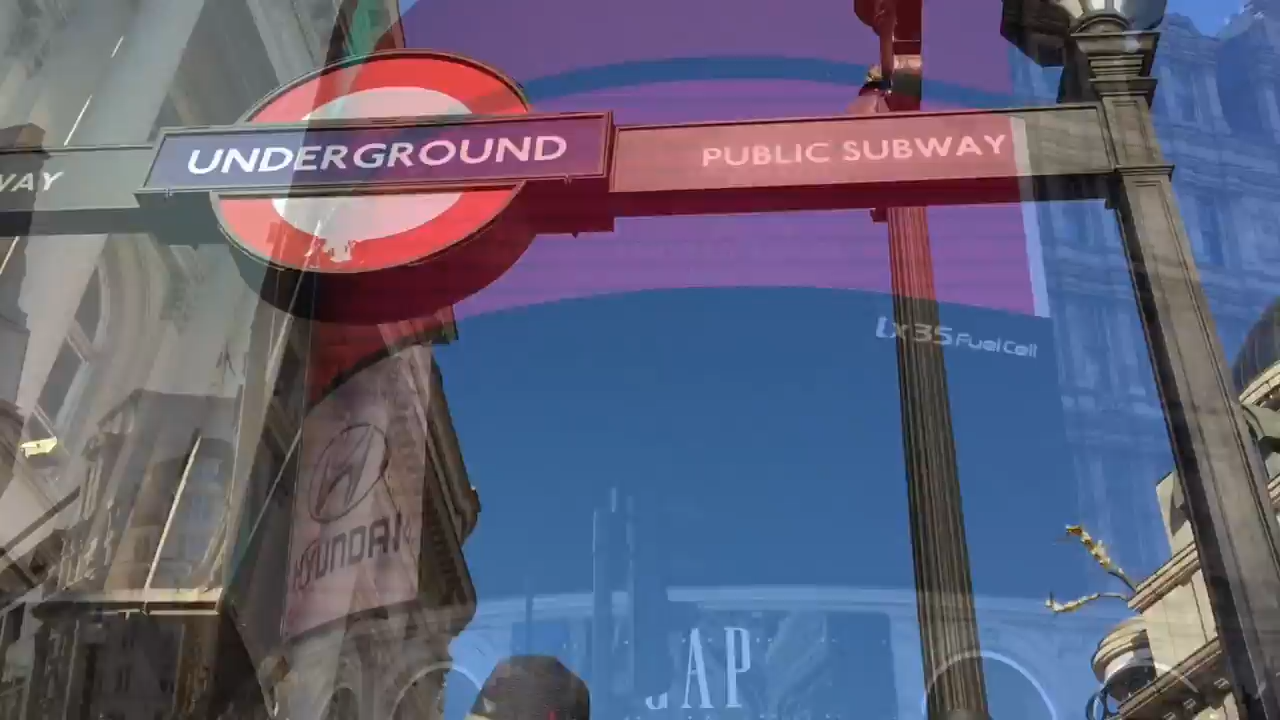 WAY
UNDERGROUND
PUBLIC SUBWAY
ix35 Fuel Cell
HYUNDAI
GAP